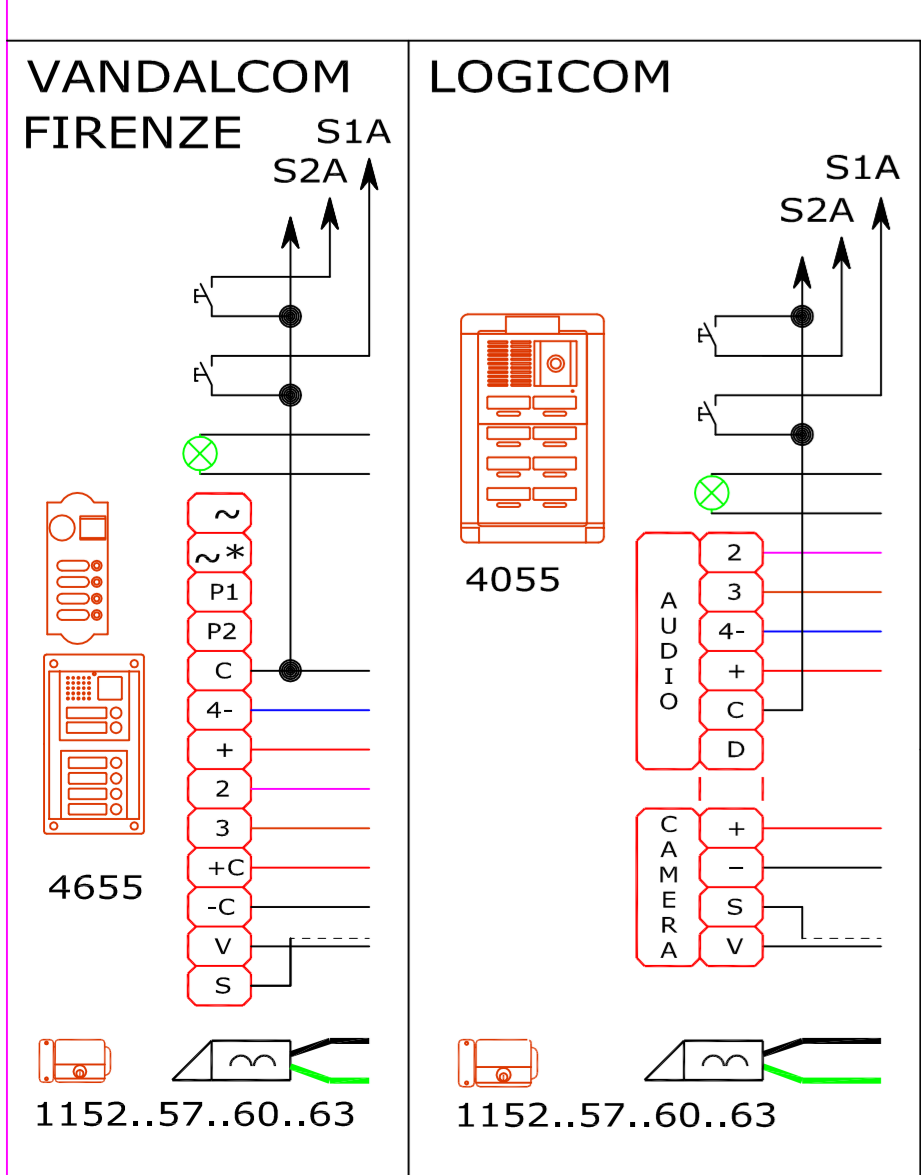 VANDALCOM
FIRENZE
S1A
S2A
~
~*
P1
P2
C
4-
+
2
3
+C
-C
V
S
4655
1152..57..60..63
LOGICOM
S1A
S2A
4055
AUDIO
2
3
4-
+
C
D
CAMERA
+
-
S
V
1152..57..60..63